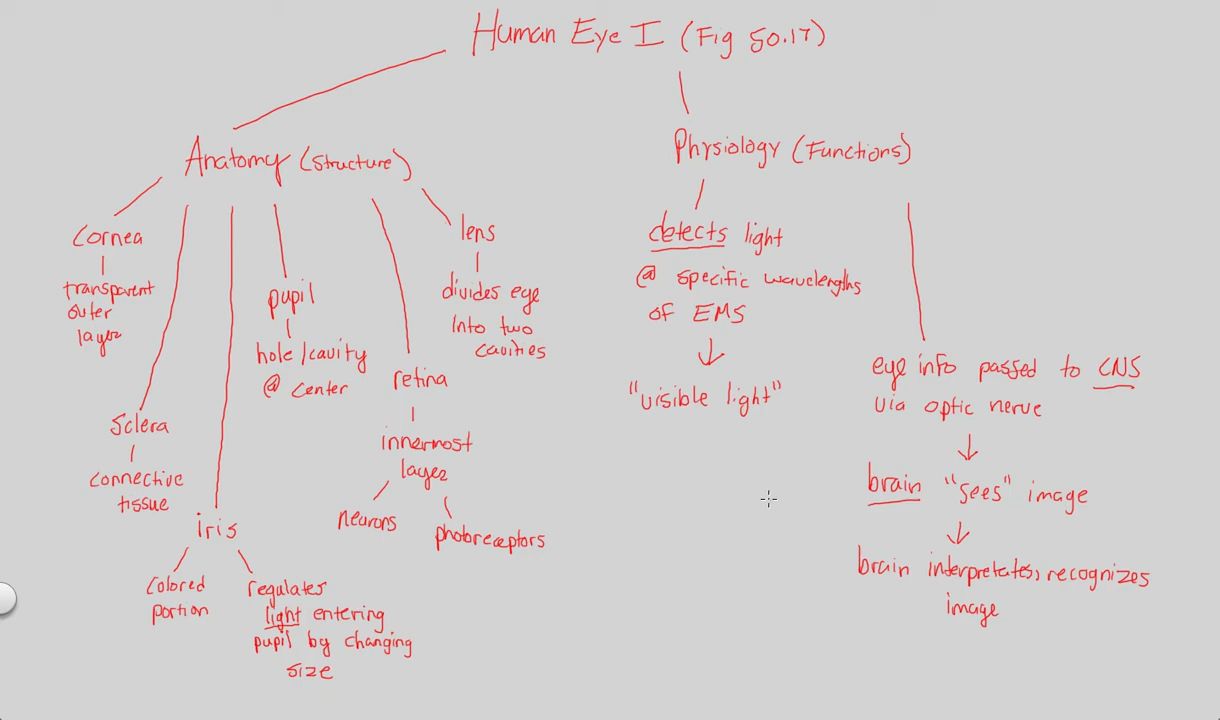 Human Eye I (Fig 50.17)
Anatomy (Structure)
Cornea
transparent
outer
layer
Sclera
connective
tissue
iris
colored
portion
regulates
light entering
pupil by changing
size
pupil
hole/cavity
@ center
retina
innermost
layer
neurons
photoreceptors
lens
divides eye
into two
cavities
Physiology (Functions)
detects light
@ specific wavelengths
of EMS
"visible light"
eye info passed to CNS
via optic nerve
brain "sees" image
brain interpretates, recognizes
image